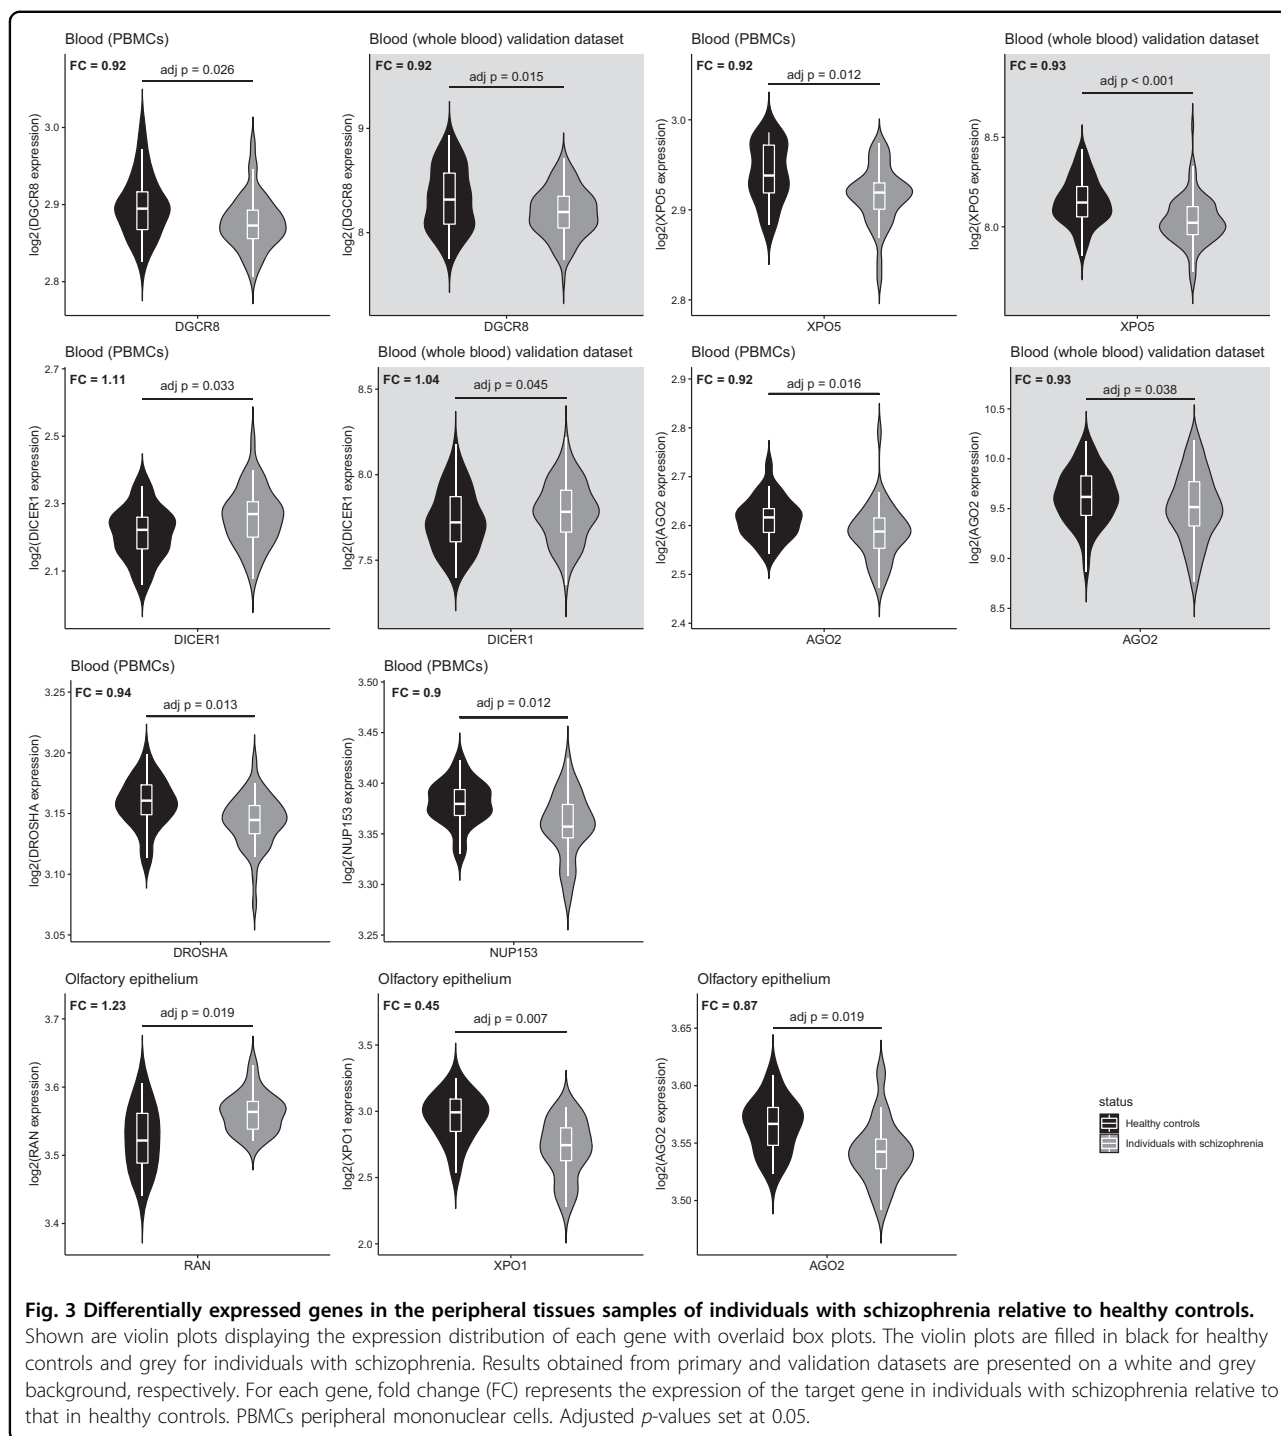 Blood (PBMCs)
FC = 0.92
adj p = 0.026
log2(DGCR8 expression)
3.0
2.9
2.8
DGCR8
Blood (whole blood) validation dataset
FC = 0.92
adj p = 0.015
log2(DGCR8 expression)
9
8
DGCR8
Blood (PBMCs)
FC = 0.92
adj p = 0.012
log2(XPO5 expression)
3.0
2.9
2.8
XPO5
Blood (whole blood) validation dataset
FC = 0.93
adj p < 0.001
log2(XPO5 expression)
8.5
8.0
XPO5
Blood (PBMCs)
FC = 1.11
adj p = 0.033
log2(DICER1 expression)
2.7
2.5
2.3
2.1
DICER1
Blood (whole blood) validation dataset
FC = 1.04
adj p = 0.045
log2(DICER1 expression)
8.5
8.0
7.5
DICER1
Blood (PBMCs)
FC = 0.92
adj p = 0.016
log2(AGO2 expression)
2.9
2.8
2.7
2.6
2.5
2.4
AGO2
Blood (whole blood) validation dataset
FC = 0.93
adj p = 0.038
log2(AGO2 expression)
10.5
10.0
9.5
9.0
8.5
AGO2
Blood (PBMCs)
FC = 0.94
adj p = 0.013
log2(DROSHA expression)
3.25
3.20
3.15
3.10
3.05
DROSHA
Blood (PBMCs)
FC = 0.9
adj p = 0.012
log2(NUP153 expression)
3.50
3.45
3.40
3.35
3.30
3.25
NUP153
Olfactory epithelium
FC = 1.23
adj p = 0.019
log2(RAN expression)
3.7
3.6
3.5
3.4
RAN
Olfactory epithelium
FC = 0.45
adj p = 0.007
log2(XPO1 expression)
3.5
3.0
2.5
2.0
XPO1
Olfactory epithelium
FC = 0.87
adj p = 0.019
log2(AGO2 expression)
3.65
3.60
3.55
3.50
AGO2
status
Healthy controls
Individuals with schizophrenia
Fig. 3 Differentially expressed genes in the peripheral tissues samples of individuals with schizophrenia relative to healthy controls.
Shown are violin plots displaying the expression distribution of each gene with overlaid box plots. The violin plots are filled in black for healthy
controls and grey for individuals with schizophrenia. Results obtained from primary and validation datasets are presented on a white and grey
background, respectively. For each gene, fold change (FC) represents the expression of the target gene in individuals with schizophrenia relative to
that in healthy controls. PBMCs peripheral mononuclear cells. Adjusted p-values set at 0.05.